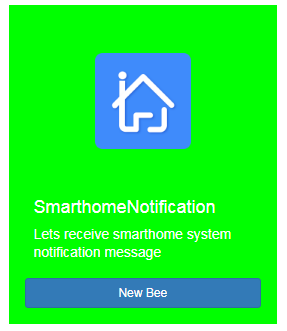 SmarthomeNotification
Lets receive smarthome system
notification message
New Bee